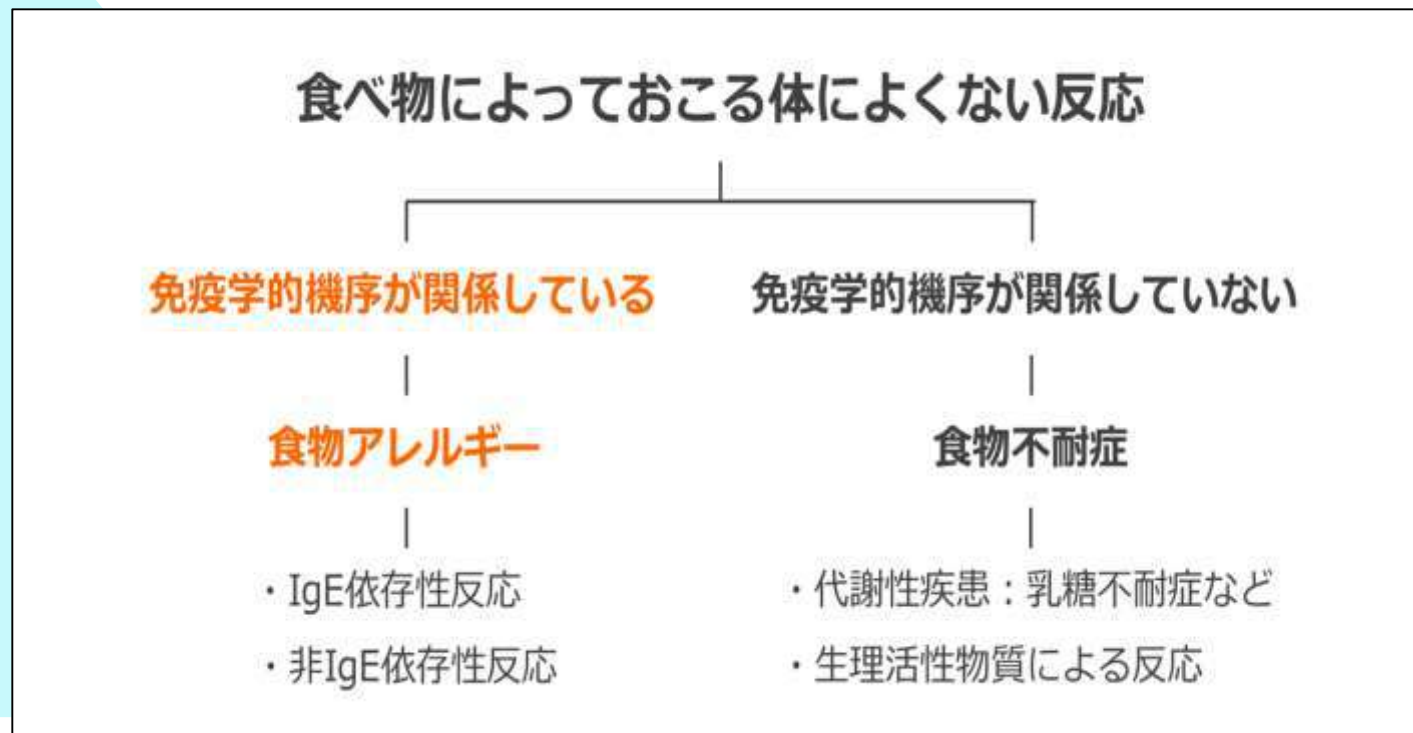 食べ物によっておこる体によくない反応
免疫学的機序が関係している
免疫学的機序が関係していない
食物アレルギー
食物不耐症
・IgE依存性反応
・非IgE依存性反応
・代謝性疾患：乳糖不耐症など
・生理活性物質による反応